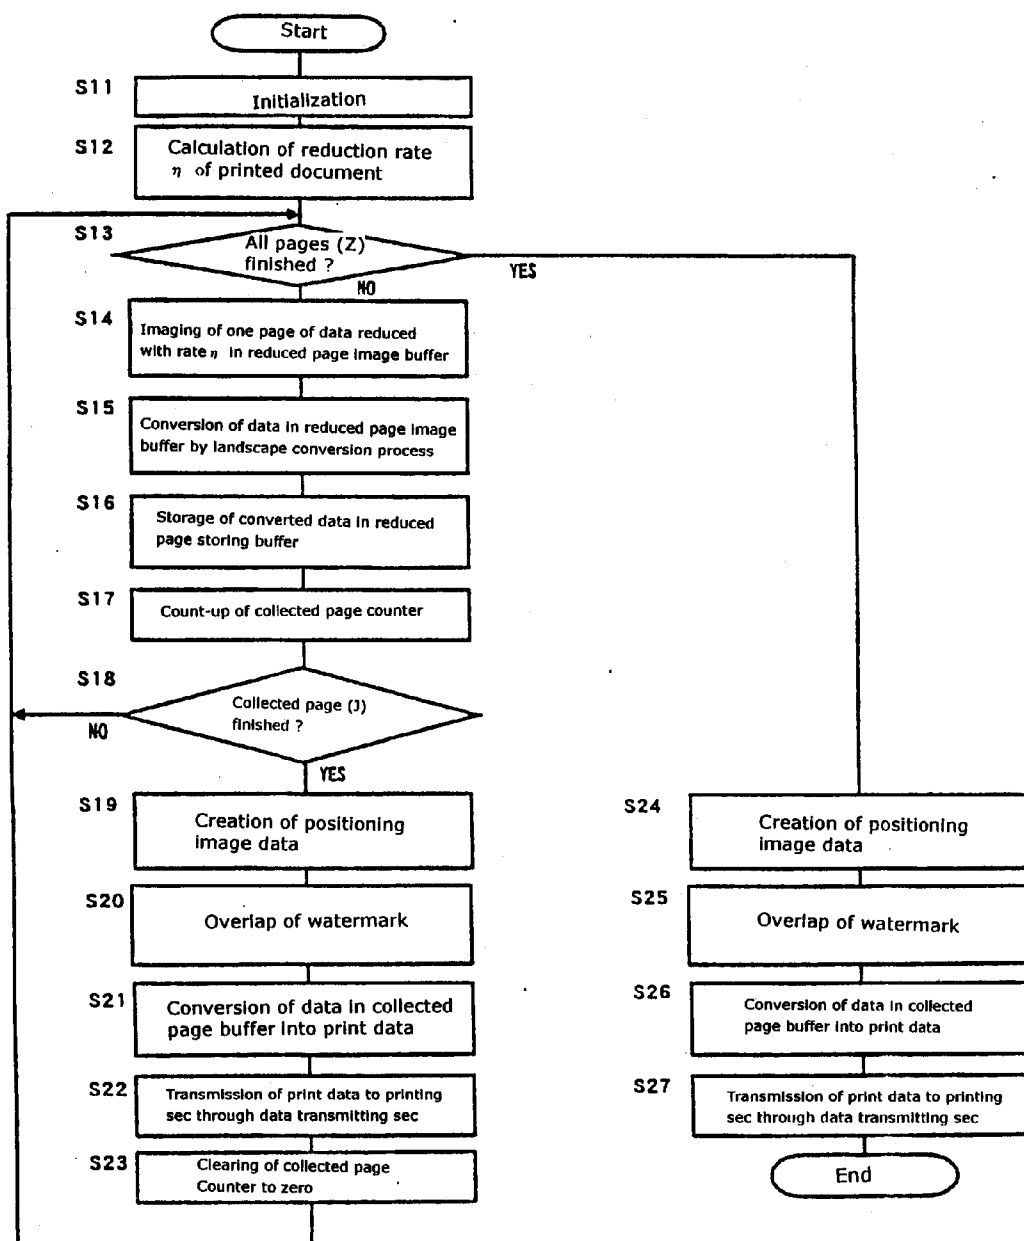 Start
S11
Initialization
S12
Calculation of reduction rate
η of printed document
S13
All pages (Z)
finished ?
YES
NO
S14
Imaging of one page of data reduced
with rate η in reduced page image buffer
S15
Conversion of data in reduced page image
buffer by landscape conversion process
S16
Storage of converted data in reduced
page storing buffer
S17
Count-up of collected page counter
S18
Collected page (J)
finished ?
NO
YES
S19
Creation of positioning
image data
S20
Overlap of watermark
S21
Conversion of data in collected
page buffer into print data
S22
Transmission of print data to printing
sec through data transmitting sec
S23
Clearing of collected page
Counter to zero
S24
Creation of positioning
image data
S25
Overlap of watermark
S26
Conversion of data in collected
page buffer into print data
S27
Transmission of print data to printing
sec through data transmitting sec
End